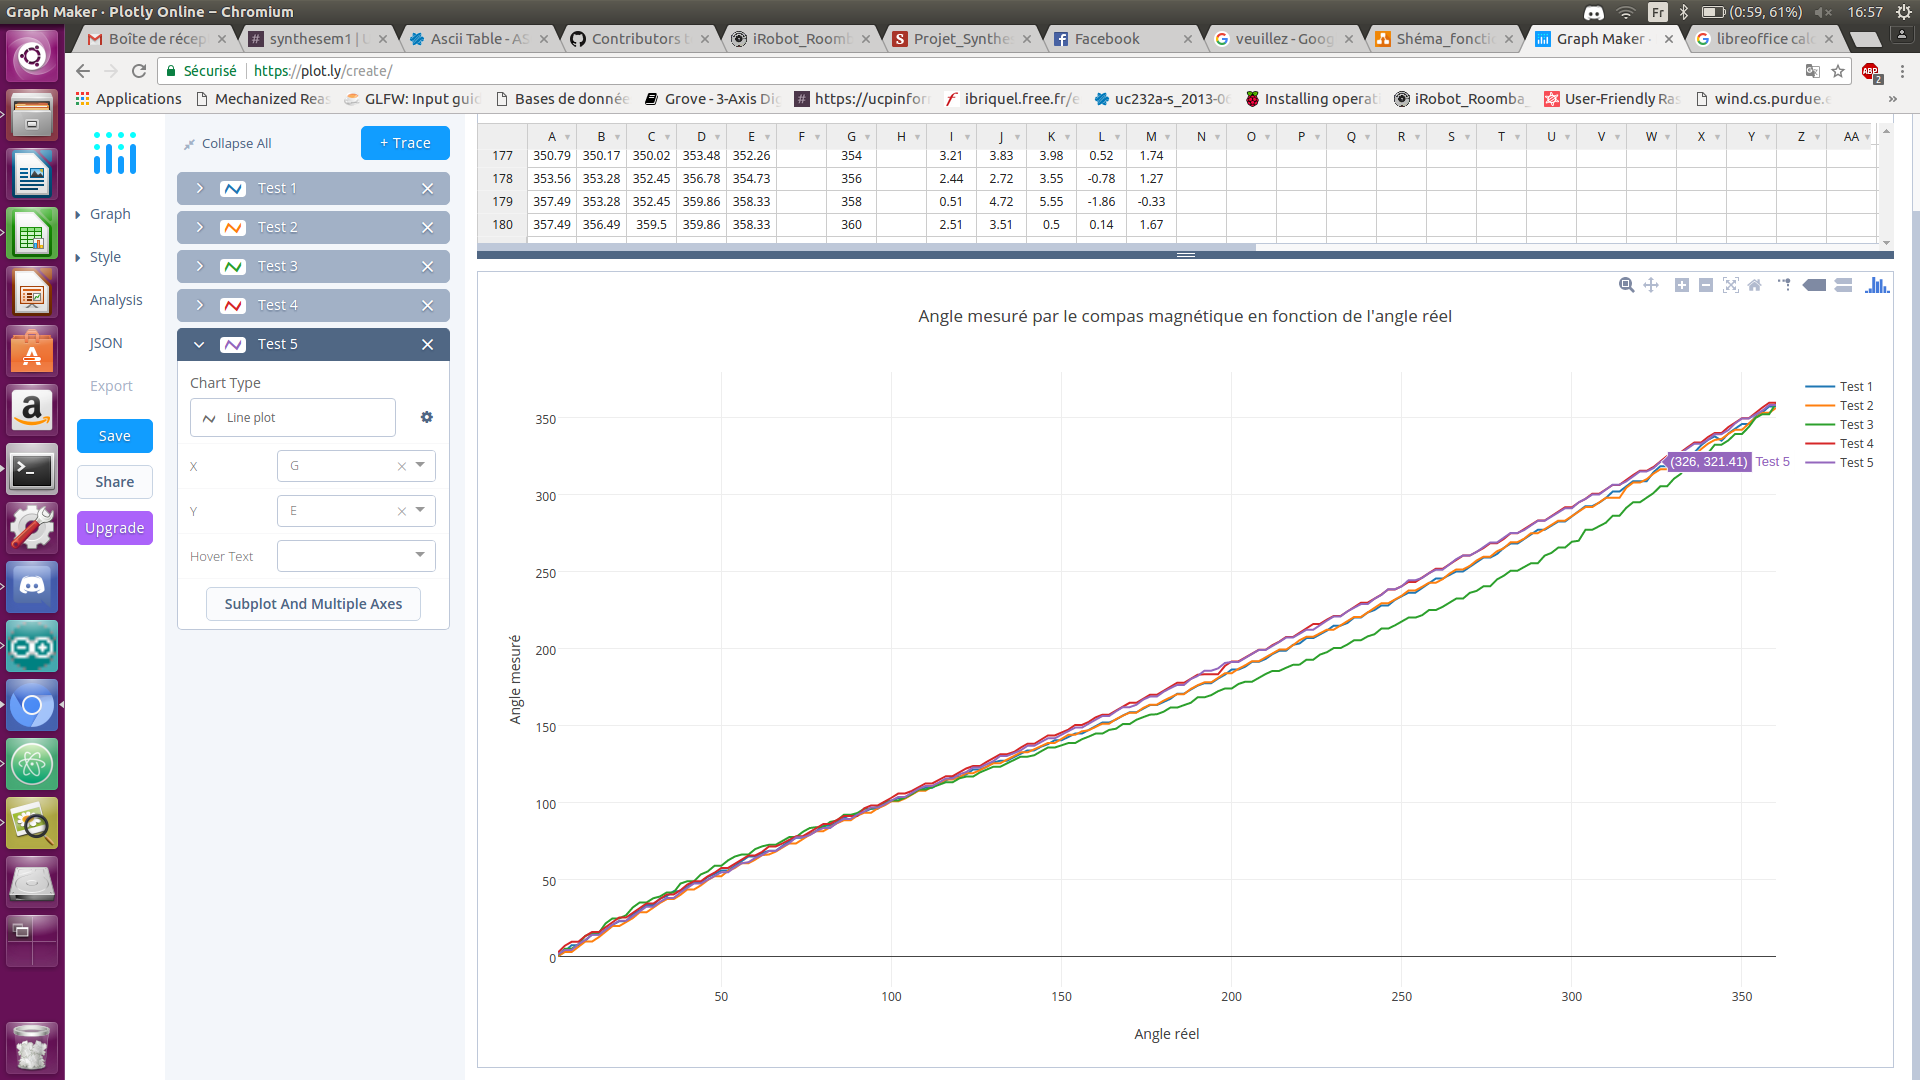 Graph Maker - Plotly Online – Chromium
Fr (0:59, 61%) 16:57
Boîte de récep synthesem1 | U Ascii Table - AS Contributors t iRobot_Roomb Projet_Synthe Facebook veuillez - Goog Shéma_foncti Graph Maker · libreoffice calc
Sécurisé https://plot.ly/create/ ABP 2
Applications Mechanized Reas GLFW: Input guid Bases de donnée Grove - 3-Axis Dig https://ucpinfor ibriquel.free.fr/e uc232a-s_2013-06 Installing operati iRobot_Roomba_ User-Friendly Ras wind.cs.purdue.e »
Collapse All + Trace
Graph
Style
Analysis
JSON
Export
Save
Share
Upgrade
Test 1
Test 2
Test 3
Test 4
Test 5
Chart Type
Line plot
X G
Y E
Hover Text
Subplot And Multiple Axes
A B C D E F G H I J K L M N O P Q R S T U V W X Y Z AA
177 350.79 350.17 350.02 353.48 352.26 354 3.21 3.83 3.98 0.52 1.74
178 353.56 353.28 352.45 356.78 354.73 356 2.44 2.72 3.55 -0.78 1.27
179 357.49 353.28 352.45 359.86 358.33 358 0.51 4.72 5.55 -1.86 -0.33
180 357.49 356.49 359.5 359.86 358.33 360 2.51 3.51 0.5 0.14 1.67
Angle mesuré par le compas magnétique en fonction de l'angle réel
Test 1
Test 2
Test 3
Test 4
Test 5
(326, 321.41) Test 5
350
300
250
200
150
100
50
0
Angle mesuré
50 100 150 200 250 300 350
Angle réel